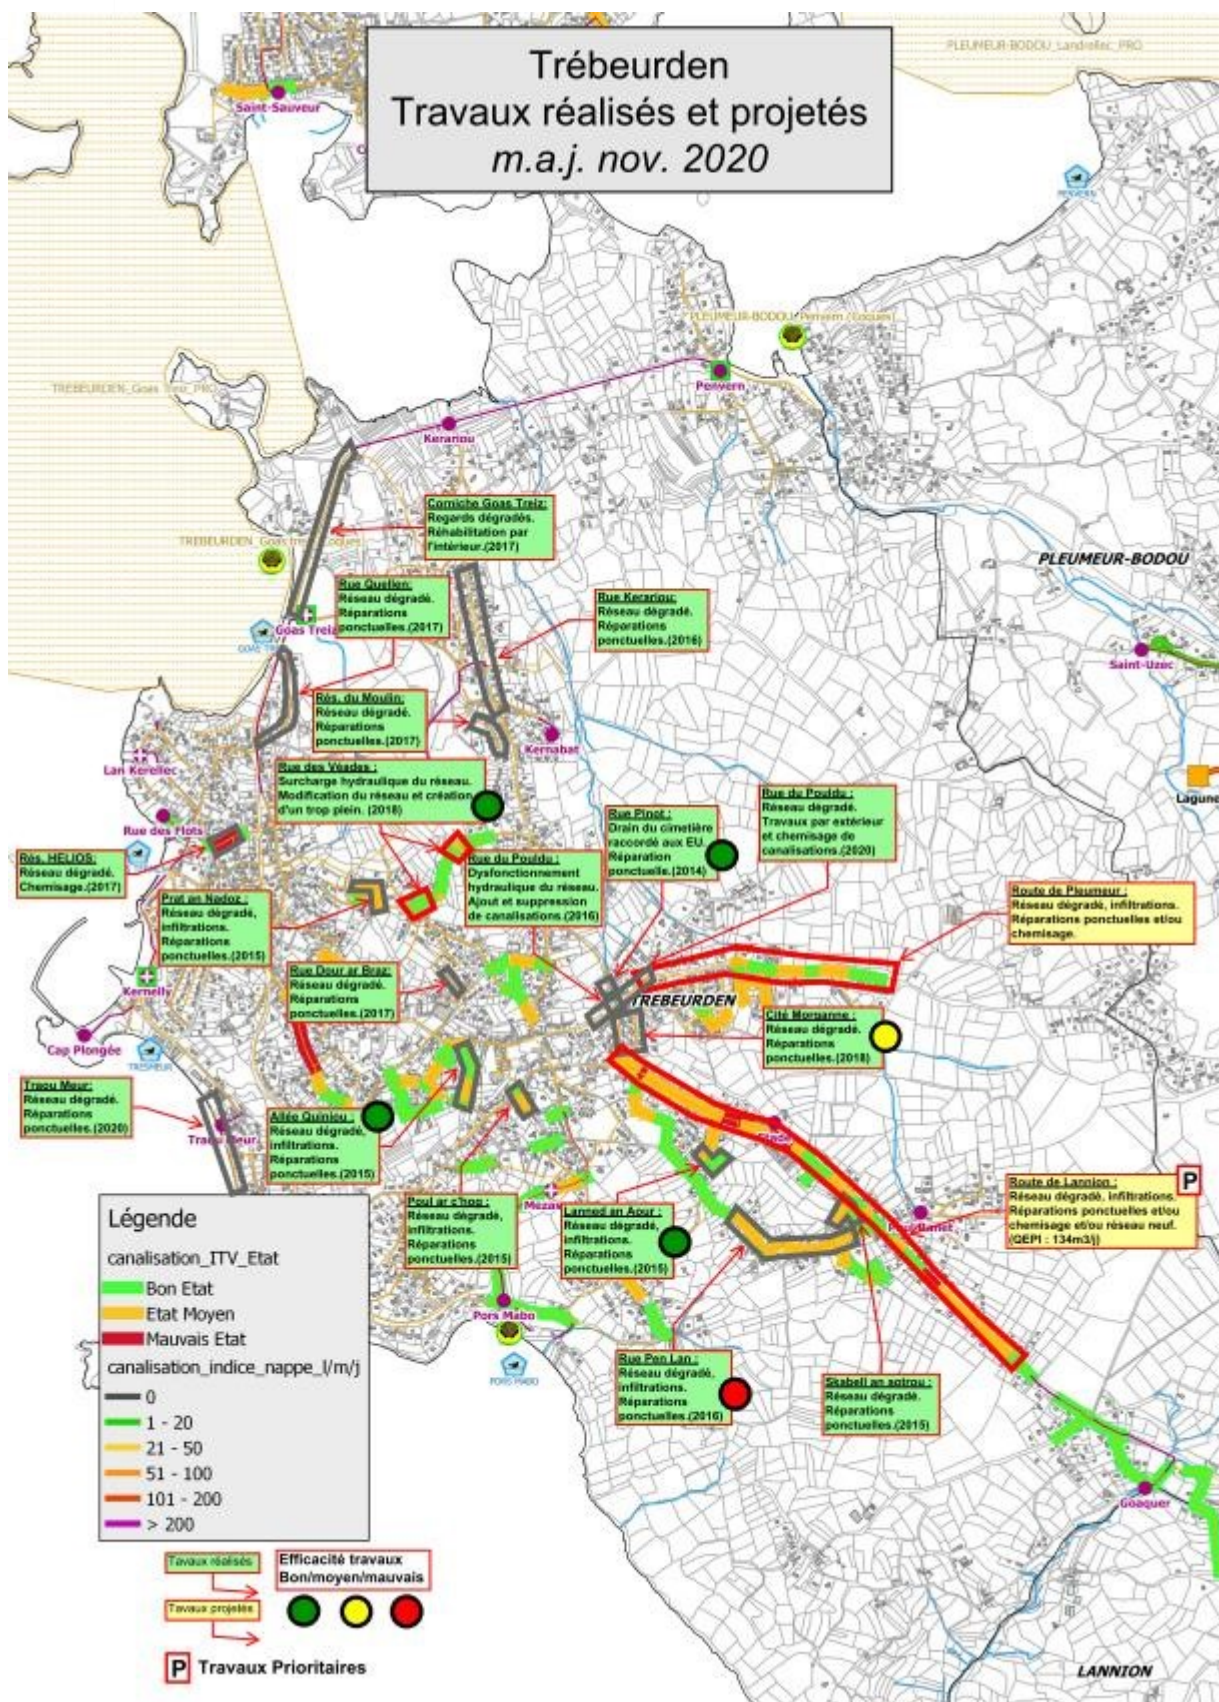 Trébeurden
Travaux réalisés et projetés
m.a.j. nov. 2020
PLEUMEUR-BODOU_Landrellec_PRO
Saint-Sauveur
PENVERN
PLEUMEUR-BODOU_Penvern (Coques)
Penvern
TREBEURDEN_Goas Treiz_PRO
Kerariou
Corniche Goas Treiz:
Regards dégradés.
Réhabilitation par
l'intérieur.(2017)
PLEUMEUR-BODOU
Rue Quellen:
Réseau dégradé.
Réparations
ponctuelles.(2017)
Rue Kerariou:
Réseau dégradé.
Réparations
ponctuelles.(2016)
Goas Treiz
Saint-Uzec
Rés. du Moulin:
Réseau dégradé.
Réparations
ponctuelles.(2017)
Kernabat
Lan Kerellec
Rue des Véades :
Surcharge hydraulique du réseau.
Modification du réseau et création
d'un trop plein. (2018)
Lagune
Rue des Flots
Rue Pinot:
Drain du cimetière
raccordé aux EU.
Réparation
ponctuelle.(2014)
Rue du Pouldu :
Réseau dégradé.
Travaux par extérieur
et chemisage de
canalisations.(2020)
Rés. HELIOS:
Réseau dégradé.
Chemisage.(2017)
Rue du Pouldu :
Dysfonctionnement
hydraulique du réseau.
Ajout et suppression
de canalisations.(2016)
Prat an Nadoz :
Réseau dégradé,
infiltrations.
Réparations
ponctuelles.(2015)
Route de Pleumeur :
Réseau dégradé, infiltrations.
Réparations ponctuelles et/ou
chemisage.
Rue Dour ar Braz:
Réseau dégradé.
Réparations
ponctuelles.(2017)
Kernelly
TREBEURDEN
Cité Morganne :
Réseau dégradé.
Réparations
ponctuelles.(2018)
Cap Plongée
TRESMEUR
Traou Meur:
Réseau dégradé.
Réparations
ponctuelles.(2020)
Traou Meur
Allée Quiniou :
Réseau dégradé,
infiltrations.
Réparations
ponctuelles.(2015)
Stade
Poul ar c'hog :
Réseau dégradé,
infiltrations.
Réparations
ponctuelles.(2015)
Lanned an Aour :
Réseau dégradé,
infiltrations.
Réparations
ponctuelles.(2015)
Route de Lannion :
Réseau dégradé, infiltrations.
Réparations ponctuelles et/ou
chemisage et/ou réseau neuf.
(QEPI : 134m3/j)
P
Pors Mabo
PORS MABO
Rue Pen Lan :
Réseau dégradé,
infiltrations.
Réparations
ponctuelles.(2016)
Skabell an aotrou :
Réseau dégradé.
Réparations
ponctuelles.(2015)
Goaquer
LANNION
Légende
canalisation_ITV_Etat
Bon Etat
Etat Moyen
Mauvais Etat
canalisation_indice_nappe_l/m/j
0
1 - 20
21 - 50
51 - 100
101 - 200
> 200
Tavaux réalisés
Tavaux projetés
Efficacité travaux
Bon/moyen/mauvais
P Travaux Prioritaires